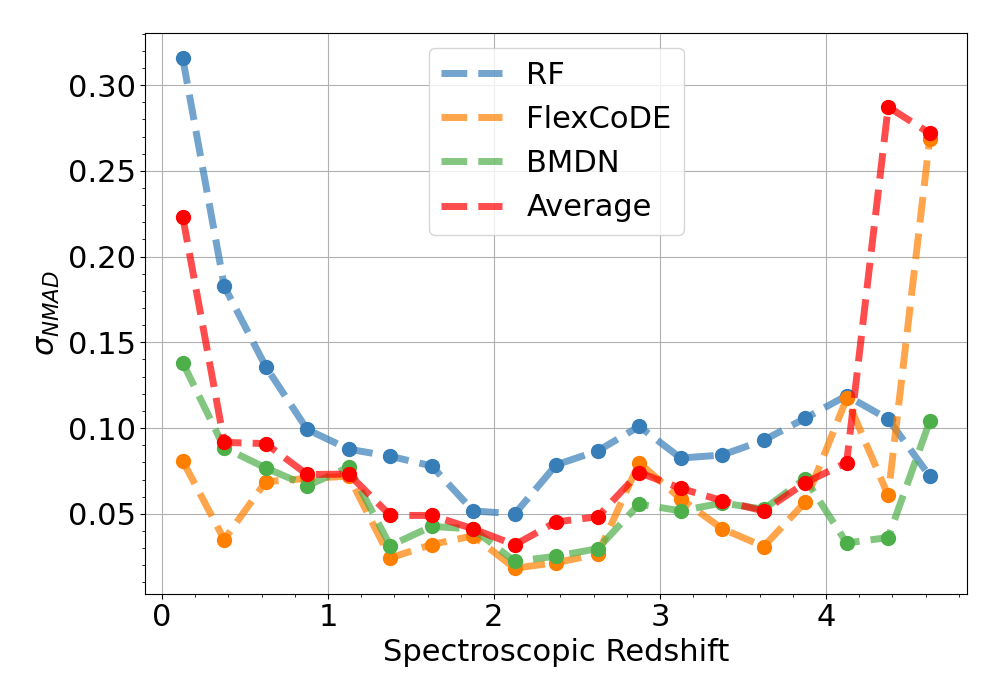 RF
FlexCoDE
BMDN
Average
0.30
0.25
0.20
0.15
0.10
0.05
σNMAD
0 1 2 3 4
Spectroscopic Redshift